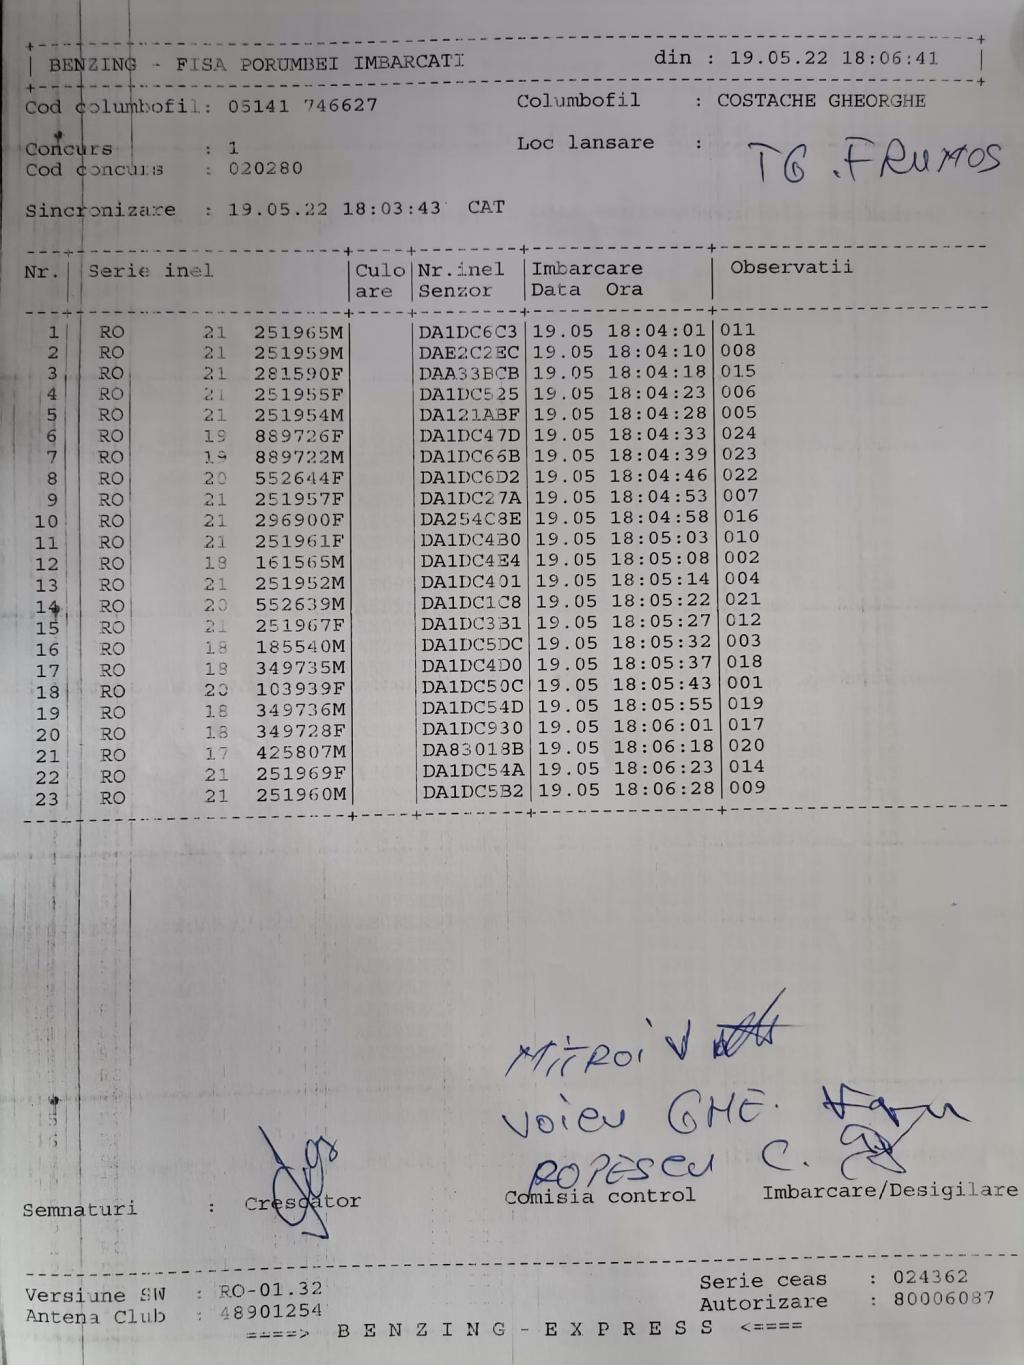 BENZING - FISA PORUMBEI IMBARCATI din : 19.05.22 18:06:41
Cod columbofil: 05141 746627 Columbofil : COSTACHE GHEORGHE
Concurs : 1 Loc lansare : TG.FRUMOS
Cod concurs : 020280
Sincronizare : 19.05.22 18:03:43 CAT
Nr. Serie inel Culo Nr.inel Imbarcare Observatii
are Senzor Data Ora
1 RO 21 251965M DA1DC6C3 19.05 18:04:01 011
2 RO 21 251959M DAE2C2EC 19.05 18:04:10 008
3 RO 21 281590F DAA33BCB 19.05 18:04:18 015
4 RO 21 251955F DA1DC525 19.05 18:04:23 006
5 RO 21 251954M DA121ABF 19.05 18:04:28 005
6 RO 19 889726F DA1DC47D 19.05 18:04:33 024
7 RO 19 889722M DA1DC66B 19.05 18:04:39 023
8 RO 20 552644F DA1DC6D2 19.05 18:04:46 022
9 RO 21 251957F DA1DC27A 19.05 18:04:53 007
10 RO 21 296900F DA254C8E 19.05 18:04:58 016
11 RO 21 251961F DA1DC4B0 19.05 18:05:03 010
12 RO 18 161565M DA1DC4E4 19.05 18:05:08 002
13 RO 21 251952M DA1DC401 19.05 18:05:14 004
14 RO 20 552639M DA1DC1C8 19.05 18:05:22 021
15 RO 21 251967F DA1DC3B1 19.05 18:05:27 012
16 RO 18 185540M DA1DC5DC 19.05 18:05:32 003
17 RO 18 349735M DA1DC4D0 19.05 18:05:37 018
18 RO 20 103939F DA1DC50C 19.05 18:05:43 001
19 RO 18 349736M DA1DC54D 19.05 18:05:55 019
20 RO 18 349728F DA1DC930 19.05 18:06:01 017
21 RO 17 425807M DA83018B 19.05 18:06:18 020
22 RO 21 251969F DA1DC54A 19.05 18:06:23 014
23 RO 21 251960M DA1DC5B2 19.05 18:06:28 009
MITROI V
VOICU GHE.
POPESCU C.
Semnaturi : Crescator Comisia control Imbarcare/Desigilare
Versiune SW : RO-01.32 Serie ceas : 024362
Antena Club : 48901254 Autorizare : 80006087
====> B E N Z I N G - E X P R E S S <====